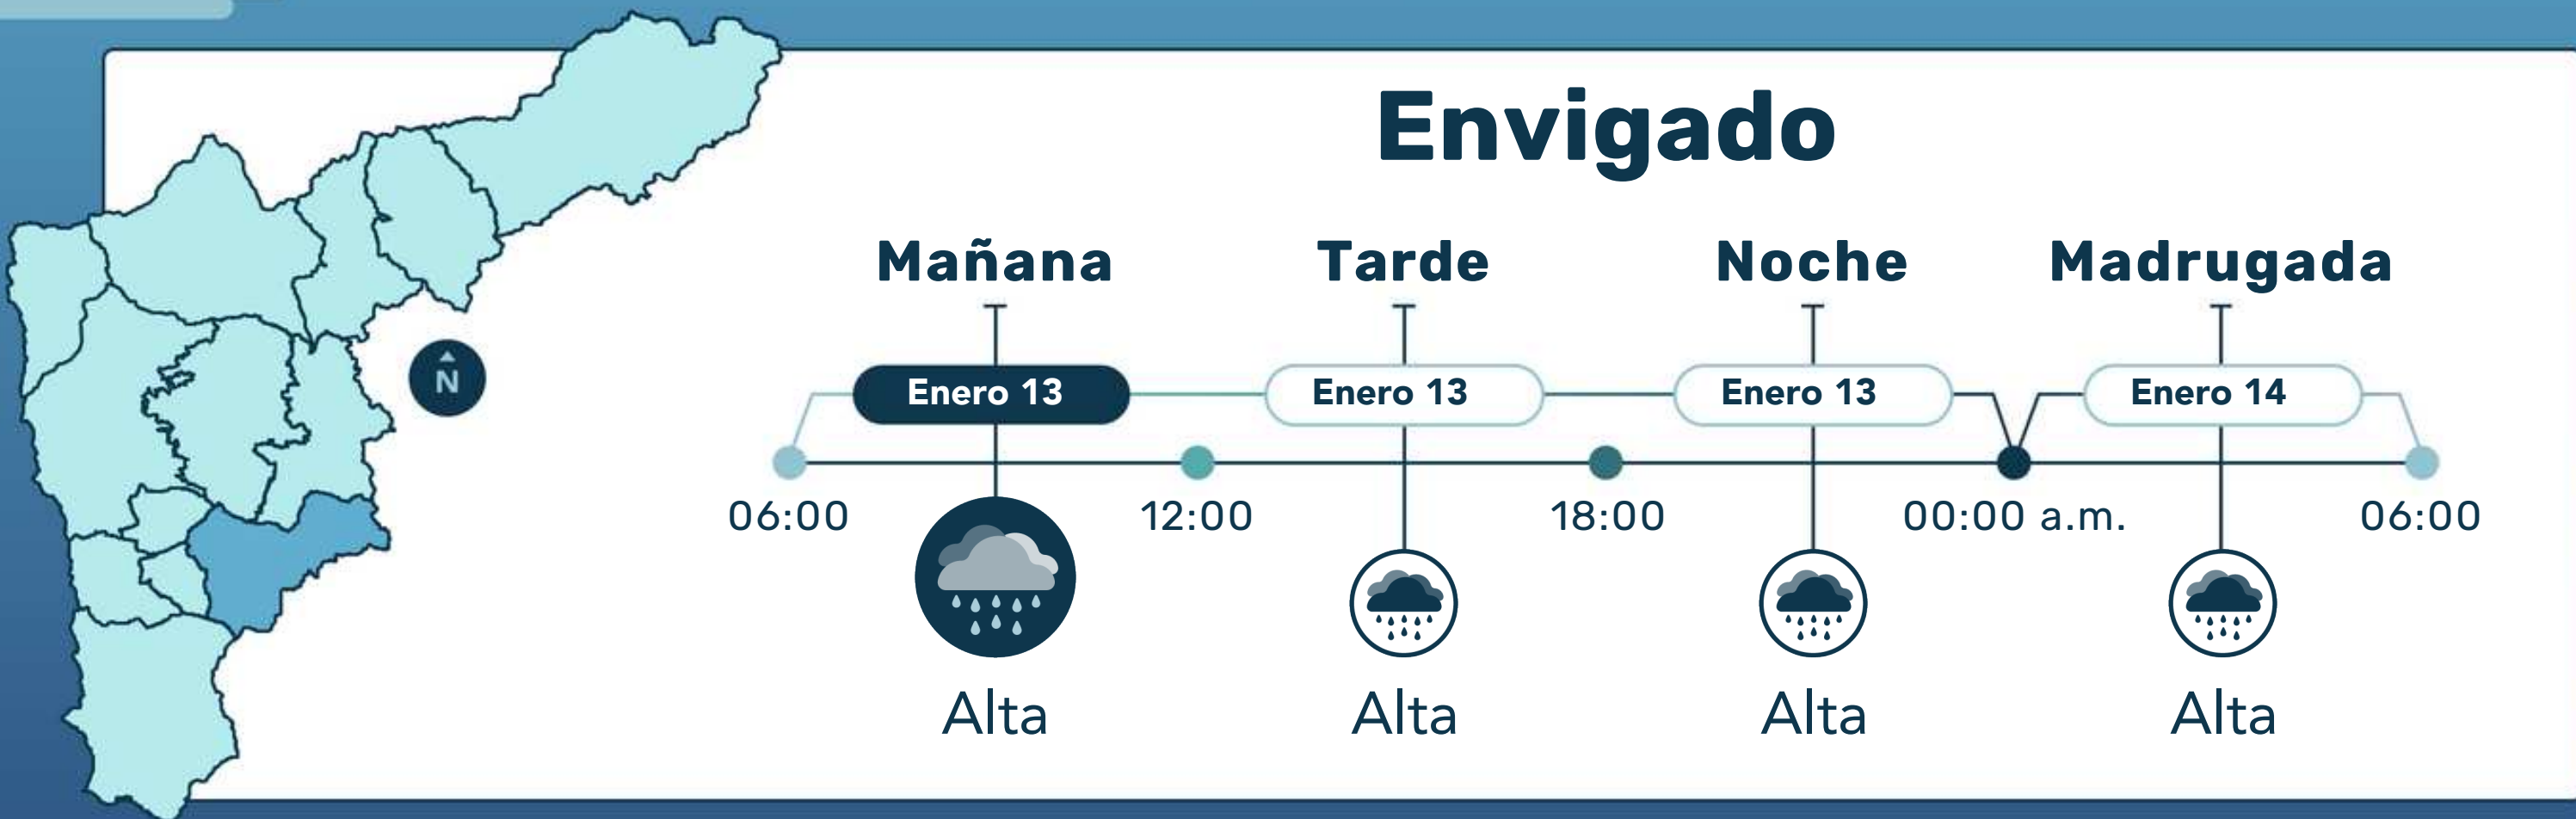 Envigado
Mañana Tarde Noche Madrugada
N
Enero 13 Enero 13 Enero 13 Enero 14
06:00 12:00 18:00 00:00 a.m. 06:00
Alta Alta Alta Alta